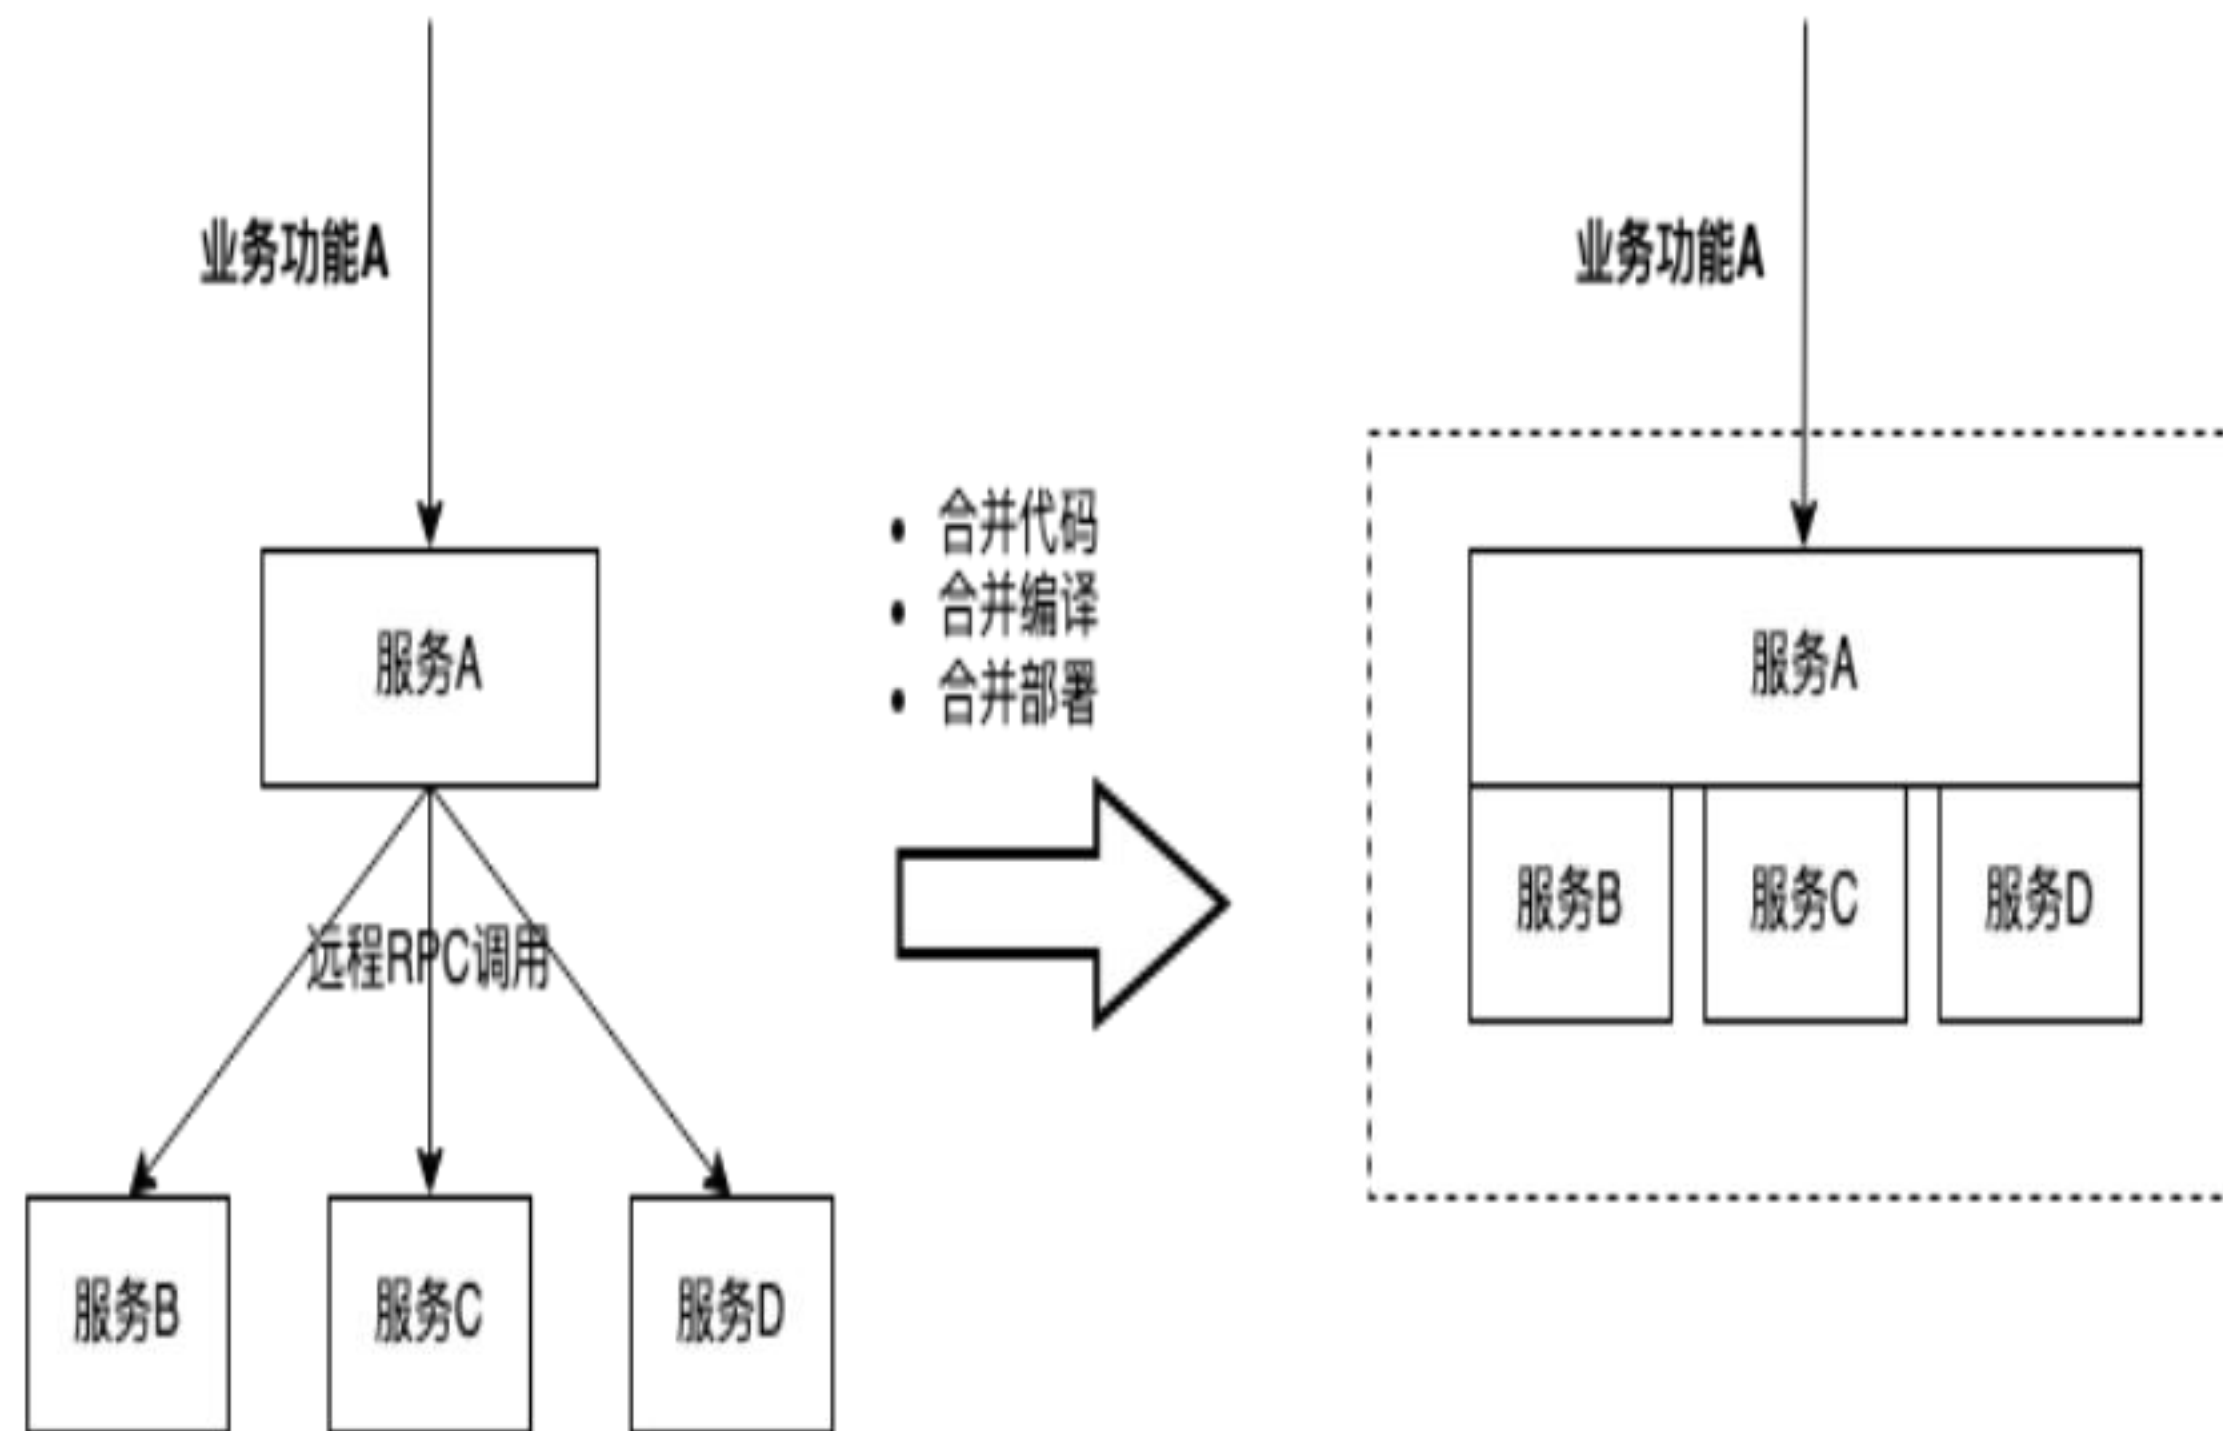 业务功能A
服务A
远程RPC调用
服务B
服务C
服务D
• 合并代码
• 合并编译
• 合并部署
业务功能A
服务A
服务B
服务C
服务D